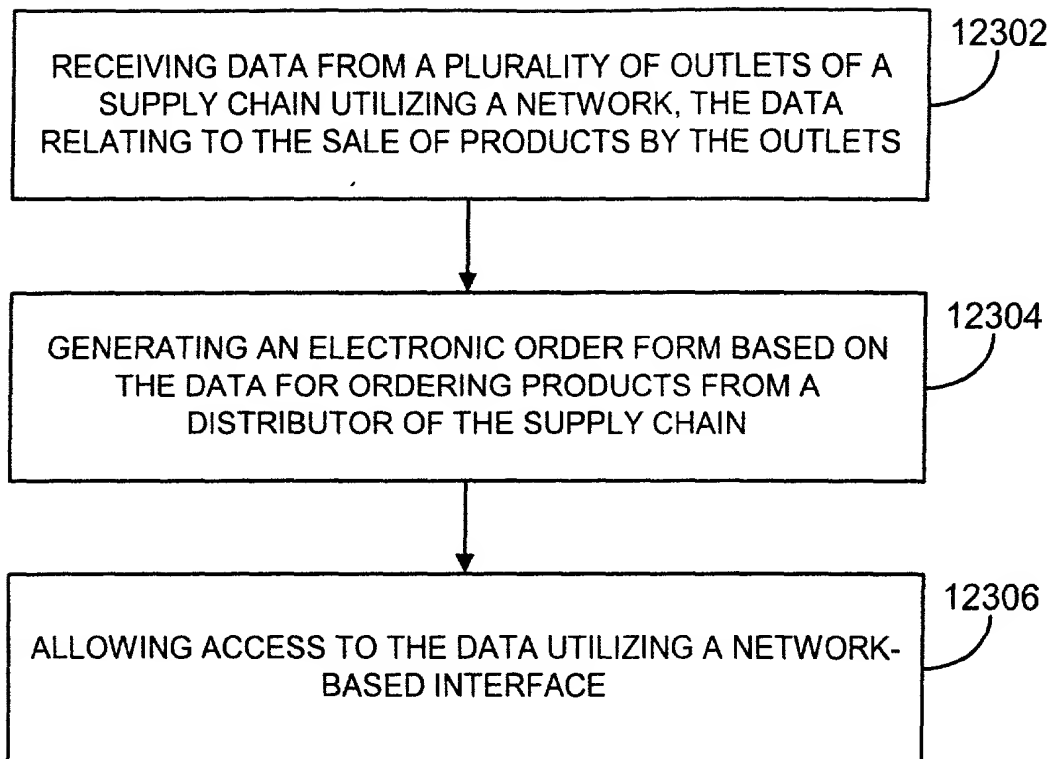 12302
RECEIVING DATA FROM A PLURALITY OF OUTLETS OF A
SUPPLY CHAIN UTILIZING A NETWORK, THE DATA
RELATING TO THE SALE OF PRODUCTS BY THE OUTLETS
12304
GENERATING AN ELECTRONIC ORDER FORM BASED ON
THE DATA FOR ORDERING PRODUCTS FROM A
DISTRIBUTOR OF THE SUPPLY CHAIN
12306
ALLOWING ACCESS TO THE DATA UTILIZING A NETWORK-
BASED INTERFACE